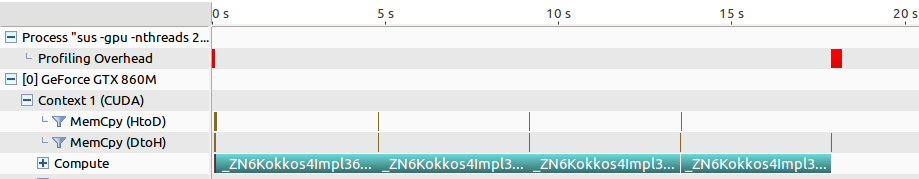 0 s 5 s 10 s 15 s 20 s
Process "sus -gpu -nthreads 2...
Profiling Overhead
[0] GeForce GTX 860M
Context 1 (CUDA)
MemCpy (HtoD)
MemCpy (DtoH)
Compute _ZN6Kokkos4Impl36... _ZN6Kokkos4Impl3... _ZN6Kokkos4Impl3... _ZN6Kokkos4Impl3...